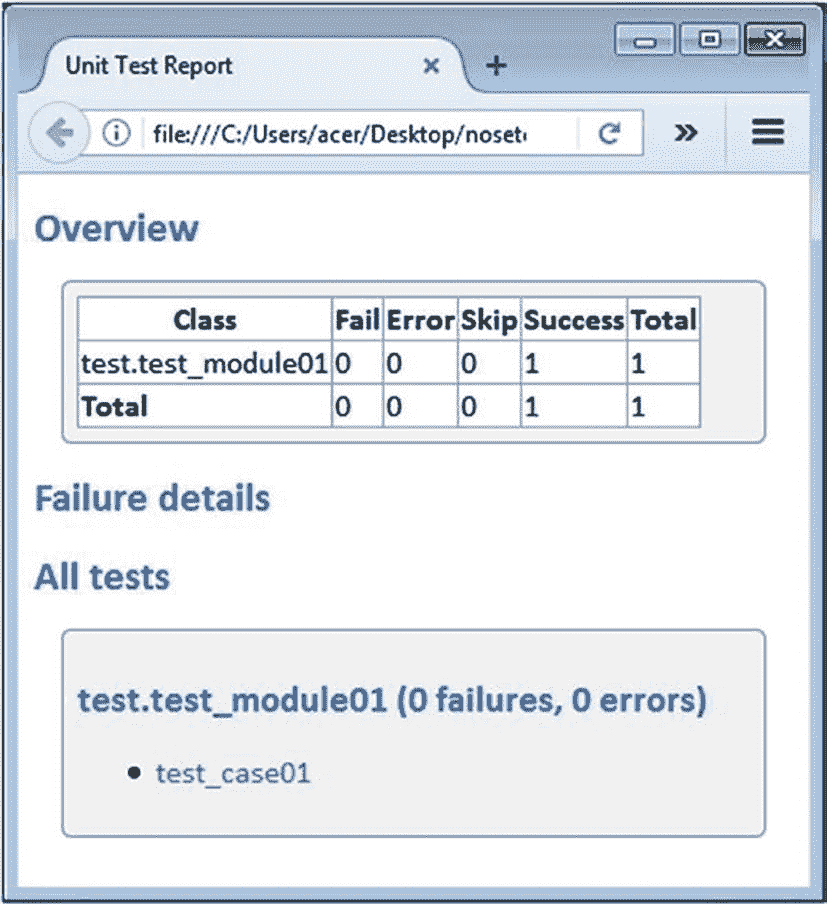 Unit Test Report
file:///C:/Users/acer/Desktop/noset
Overview
Class Fail Error Skip Success Total
test.test_module01 0 0 0 1 1
Total 0 0 0 1 1
Failure details
All tests
test.test_module01 (0 failures, 0 errors)
test_case01